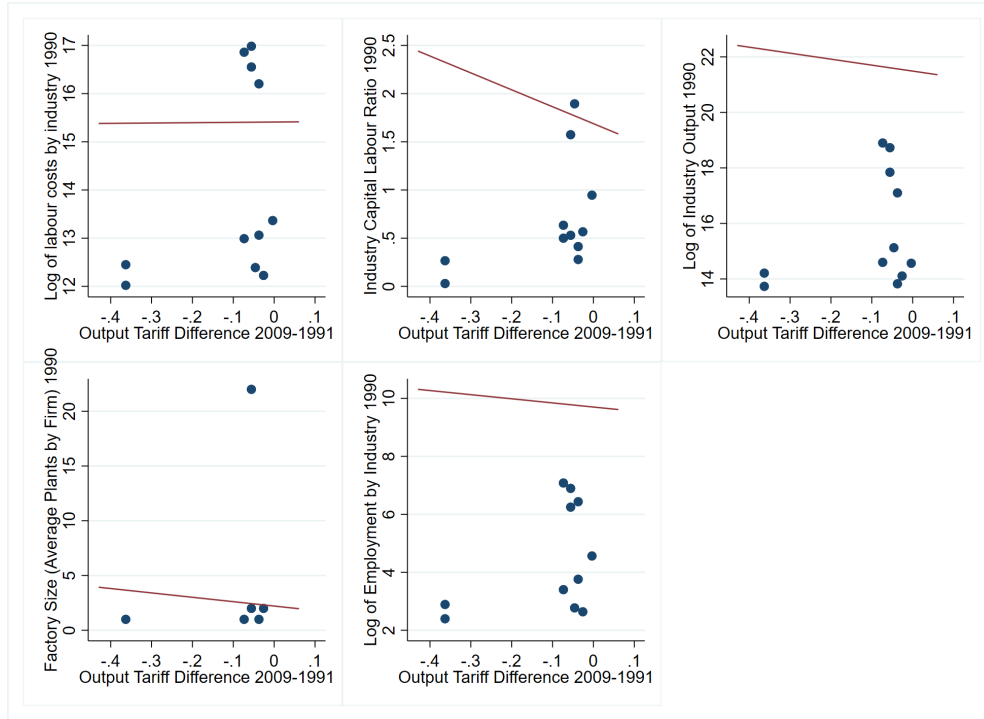 Log of labour costs by industry 1990
17
16
15
14
13
12
-.4 -.3 -.2 -.1 0 .1
Output Tariff Difference 2009-1991
Industry Capital Labour Ratio 1990
2.5
2
1.5
1
.5
0
-.4 -.3 -.2 -.1 0 .1
Output Tariff Difference 2009-1991
Log of Industry Output 1990
22
20
18
16
14
-.4 -.3 -.2 -.1 0 .1
Output Tariff Difference 2009-1991
Factory Size (Average Plants by Firm) 1990
20
15
10
5
0
-.4 -.3 -.2 -.1 0 .1
Output Tariff Difference 2009-1991
Log of Employment by Industry 1990
10
8
6
4
2
-.4 -.3 -.2 -.1 0 .1
Output Tariff Difference 2009-1991